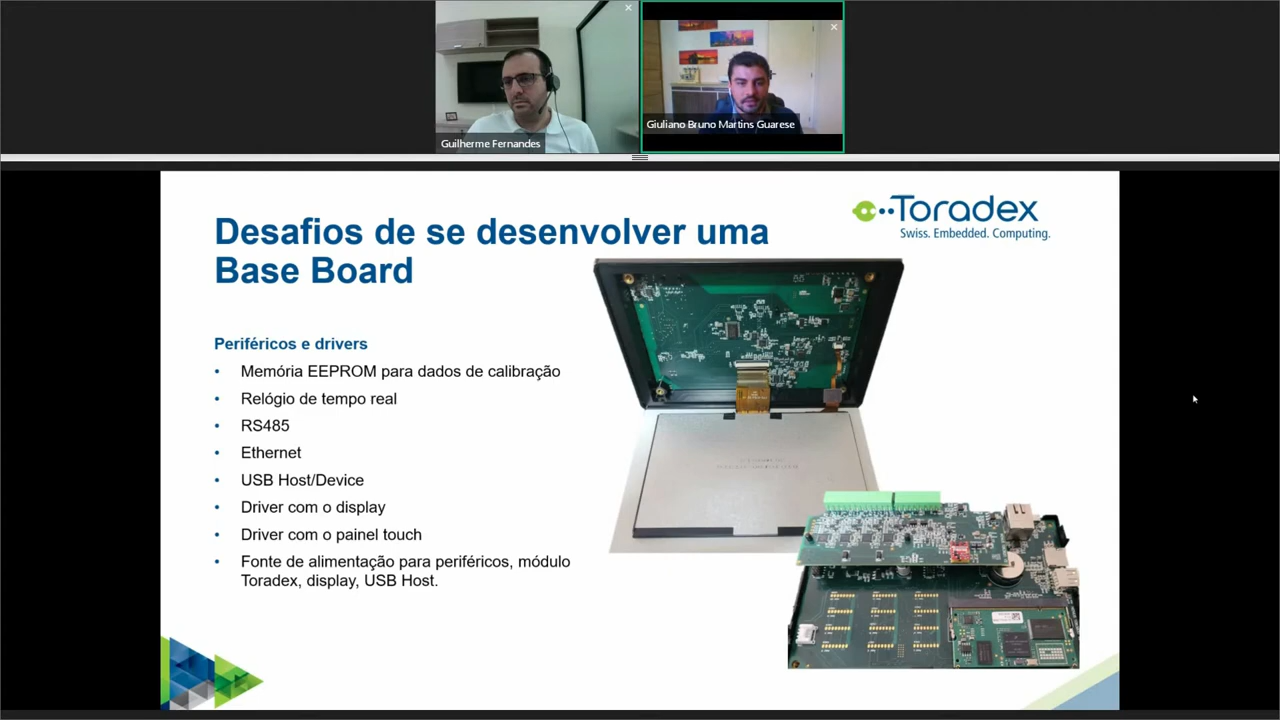 Guilherme Fernandes
Giuliano Bruno Martins Guarese
Toradex
Swiss. Embedded. Computing.
Desafios de se desenvolver uma
Base Board
Periféricos e drivers
• Memória EEPROM para dados de calibração
• Relógio de tempo real
• RS485
• Ethernet
• USB Host/Device
• Driver com o display
• Driver com o painel touch
• Fonte de alimentação para periféricos, módulo
Toradex, display, USB Host.